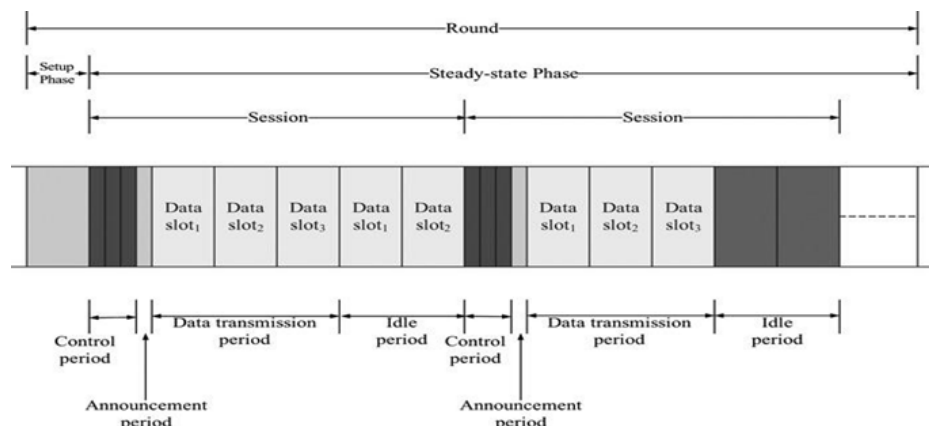 Round
Setup
Phase
Steady-state Phase
Session Session
Data Data Data Data Data Data Data Data
slot₁ slot₂ slot₃ slot₁ slot₂ slot₁ slot₂ slot₃
Control
period
Data transmission
period
Idle
period
Control
period
Data transmission
period
Idle
period
Announcement
period
Announcement
period